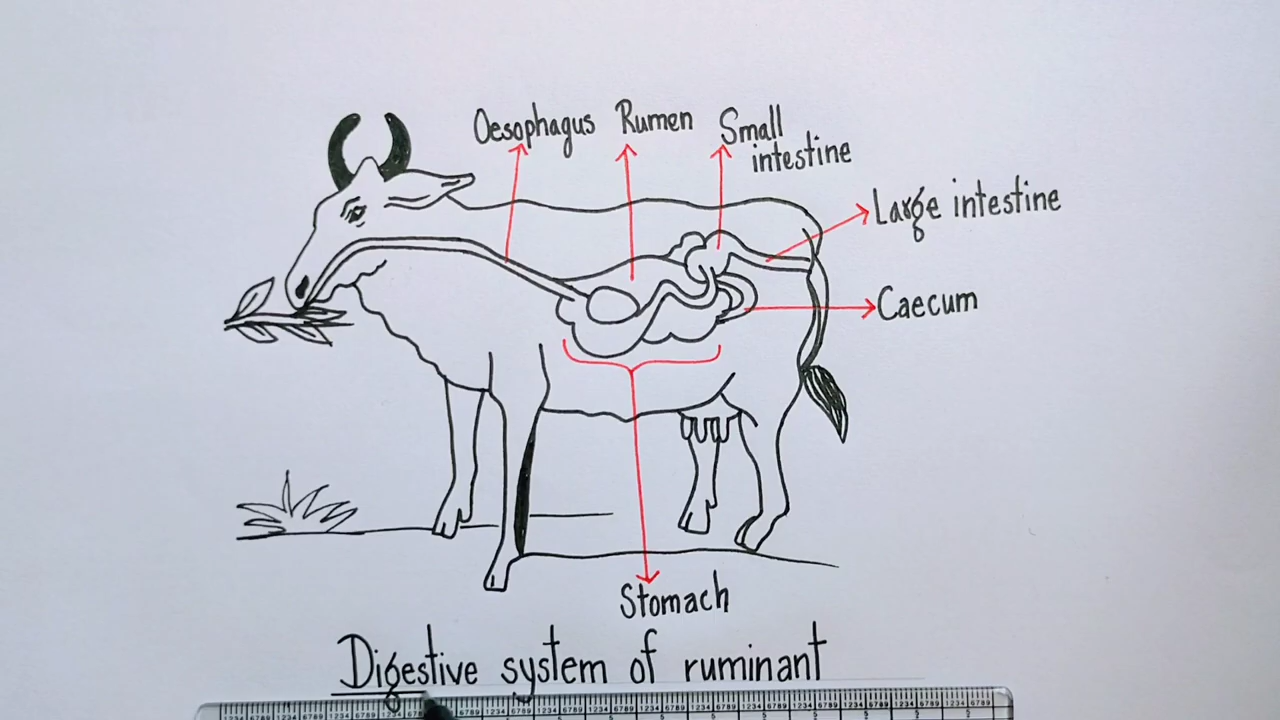 Oesophagus
Rumen
Small
intestine
Large intestine
Caecum
Stomach
Digestive system of ruminant